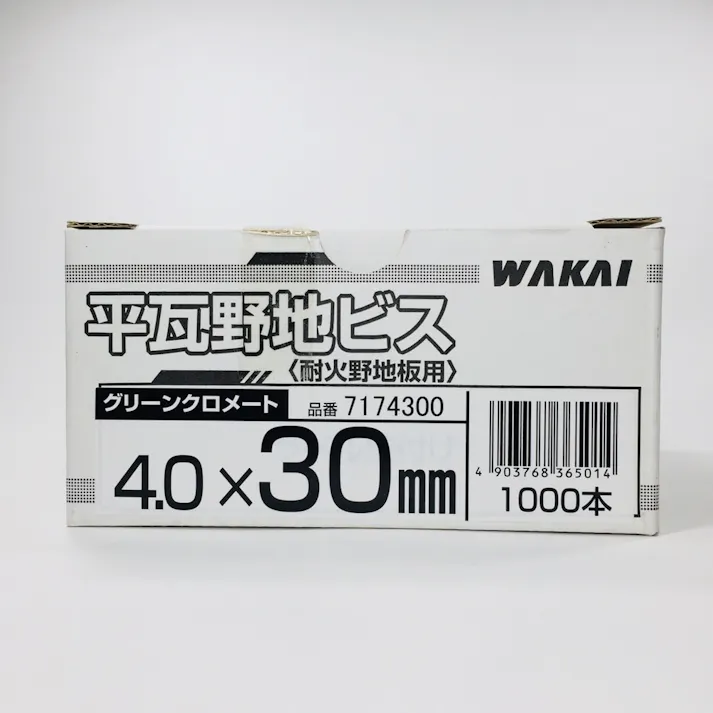 WAKAI
平瓦野地ビス
〈耐火野地板用〉
グリーンクロメート
品番 7174300
4.0×30mm
4 903768 365014
1000本